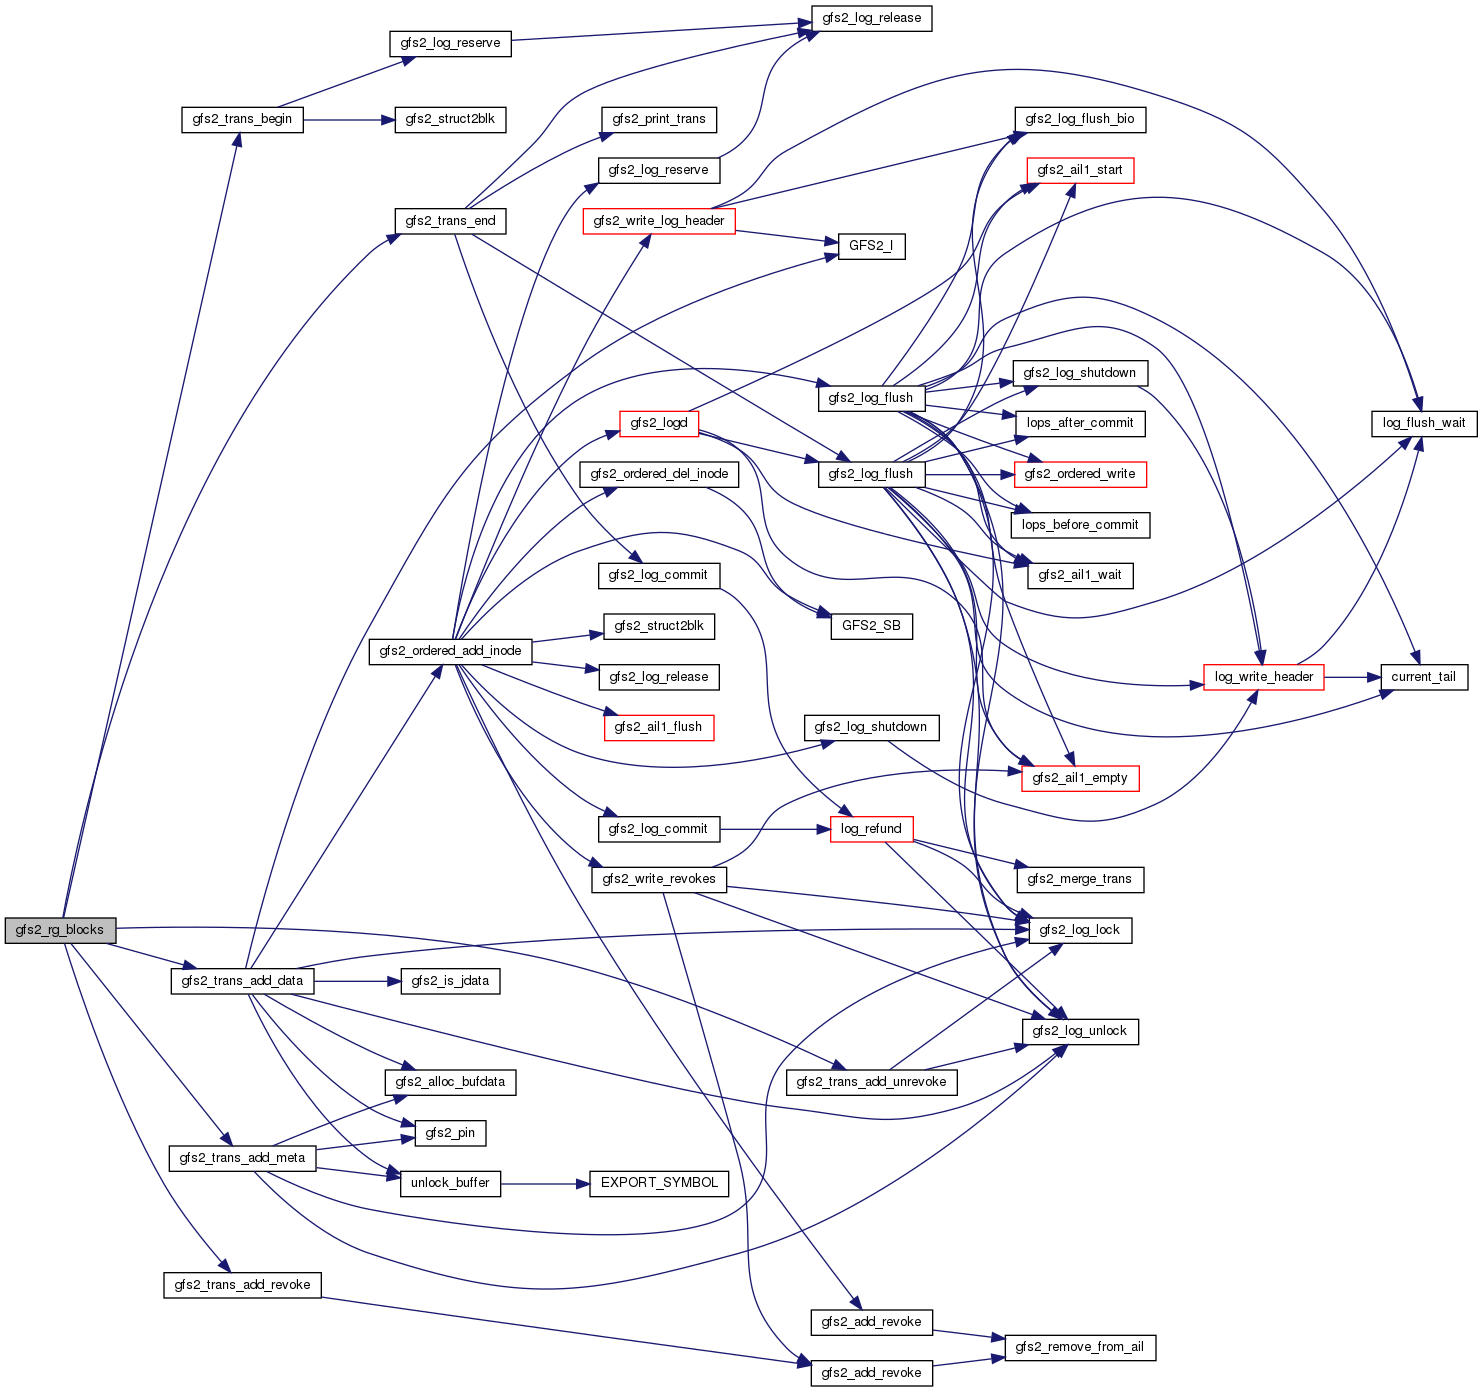 gfs2_log_release
gfs2_log_reserve
gfs2_trans_begin
gfs2_struct2blk
gfs2_print_trans
gfs2_log_flush_bio
gfs2_log_reserve
gfs2_ail1_start
gfs2_trans_end
gfs2_write_log_header
GFS2_I
gfs2_log_shutdown
gfs2_log_flush
gfs2_logd
lops_after_commit
log_flush_wait
gfs2_ordered_del_inode
gfs2_log_flush
gfs2_ordered_write
lops_before_commit
gfs2_log_commit
gfs2_ail1_wait
gfs2_struct2blk
GFS2_SB
gfs2_ordered_add_inode
gfs2_log_release
log_write_header
current_tail
gfs2_ail1_flush
gfs2_log_shutdown
gfs2_ail1_empty
gfs2_log_commit
log_refund
gfs2_write_revokes
gfs2_merge_trans
gfs2_rg_blocks
gfs2_log_lock
gfs2_trans_add_data
gfs2_is_jdata
gfs2_log_unlock
gfs2_alloc_bufdata
gfs2_trans_add_unrevoke
gfs2_pin
gfs2_trans_add_meta
unlock_buffer
EXPORT_SYMBOL
gfs2_trans_add_revoke
gfs2_add_revoke
gfs2_remove_from_ail
gfs2_add_revoke